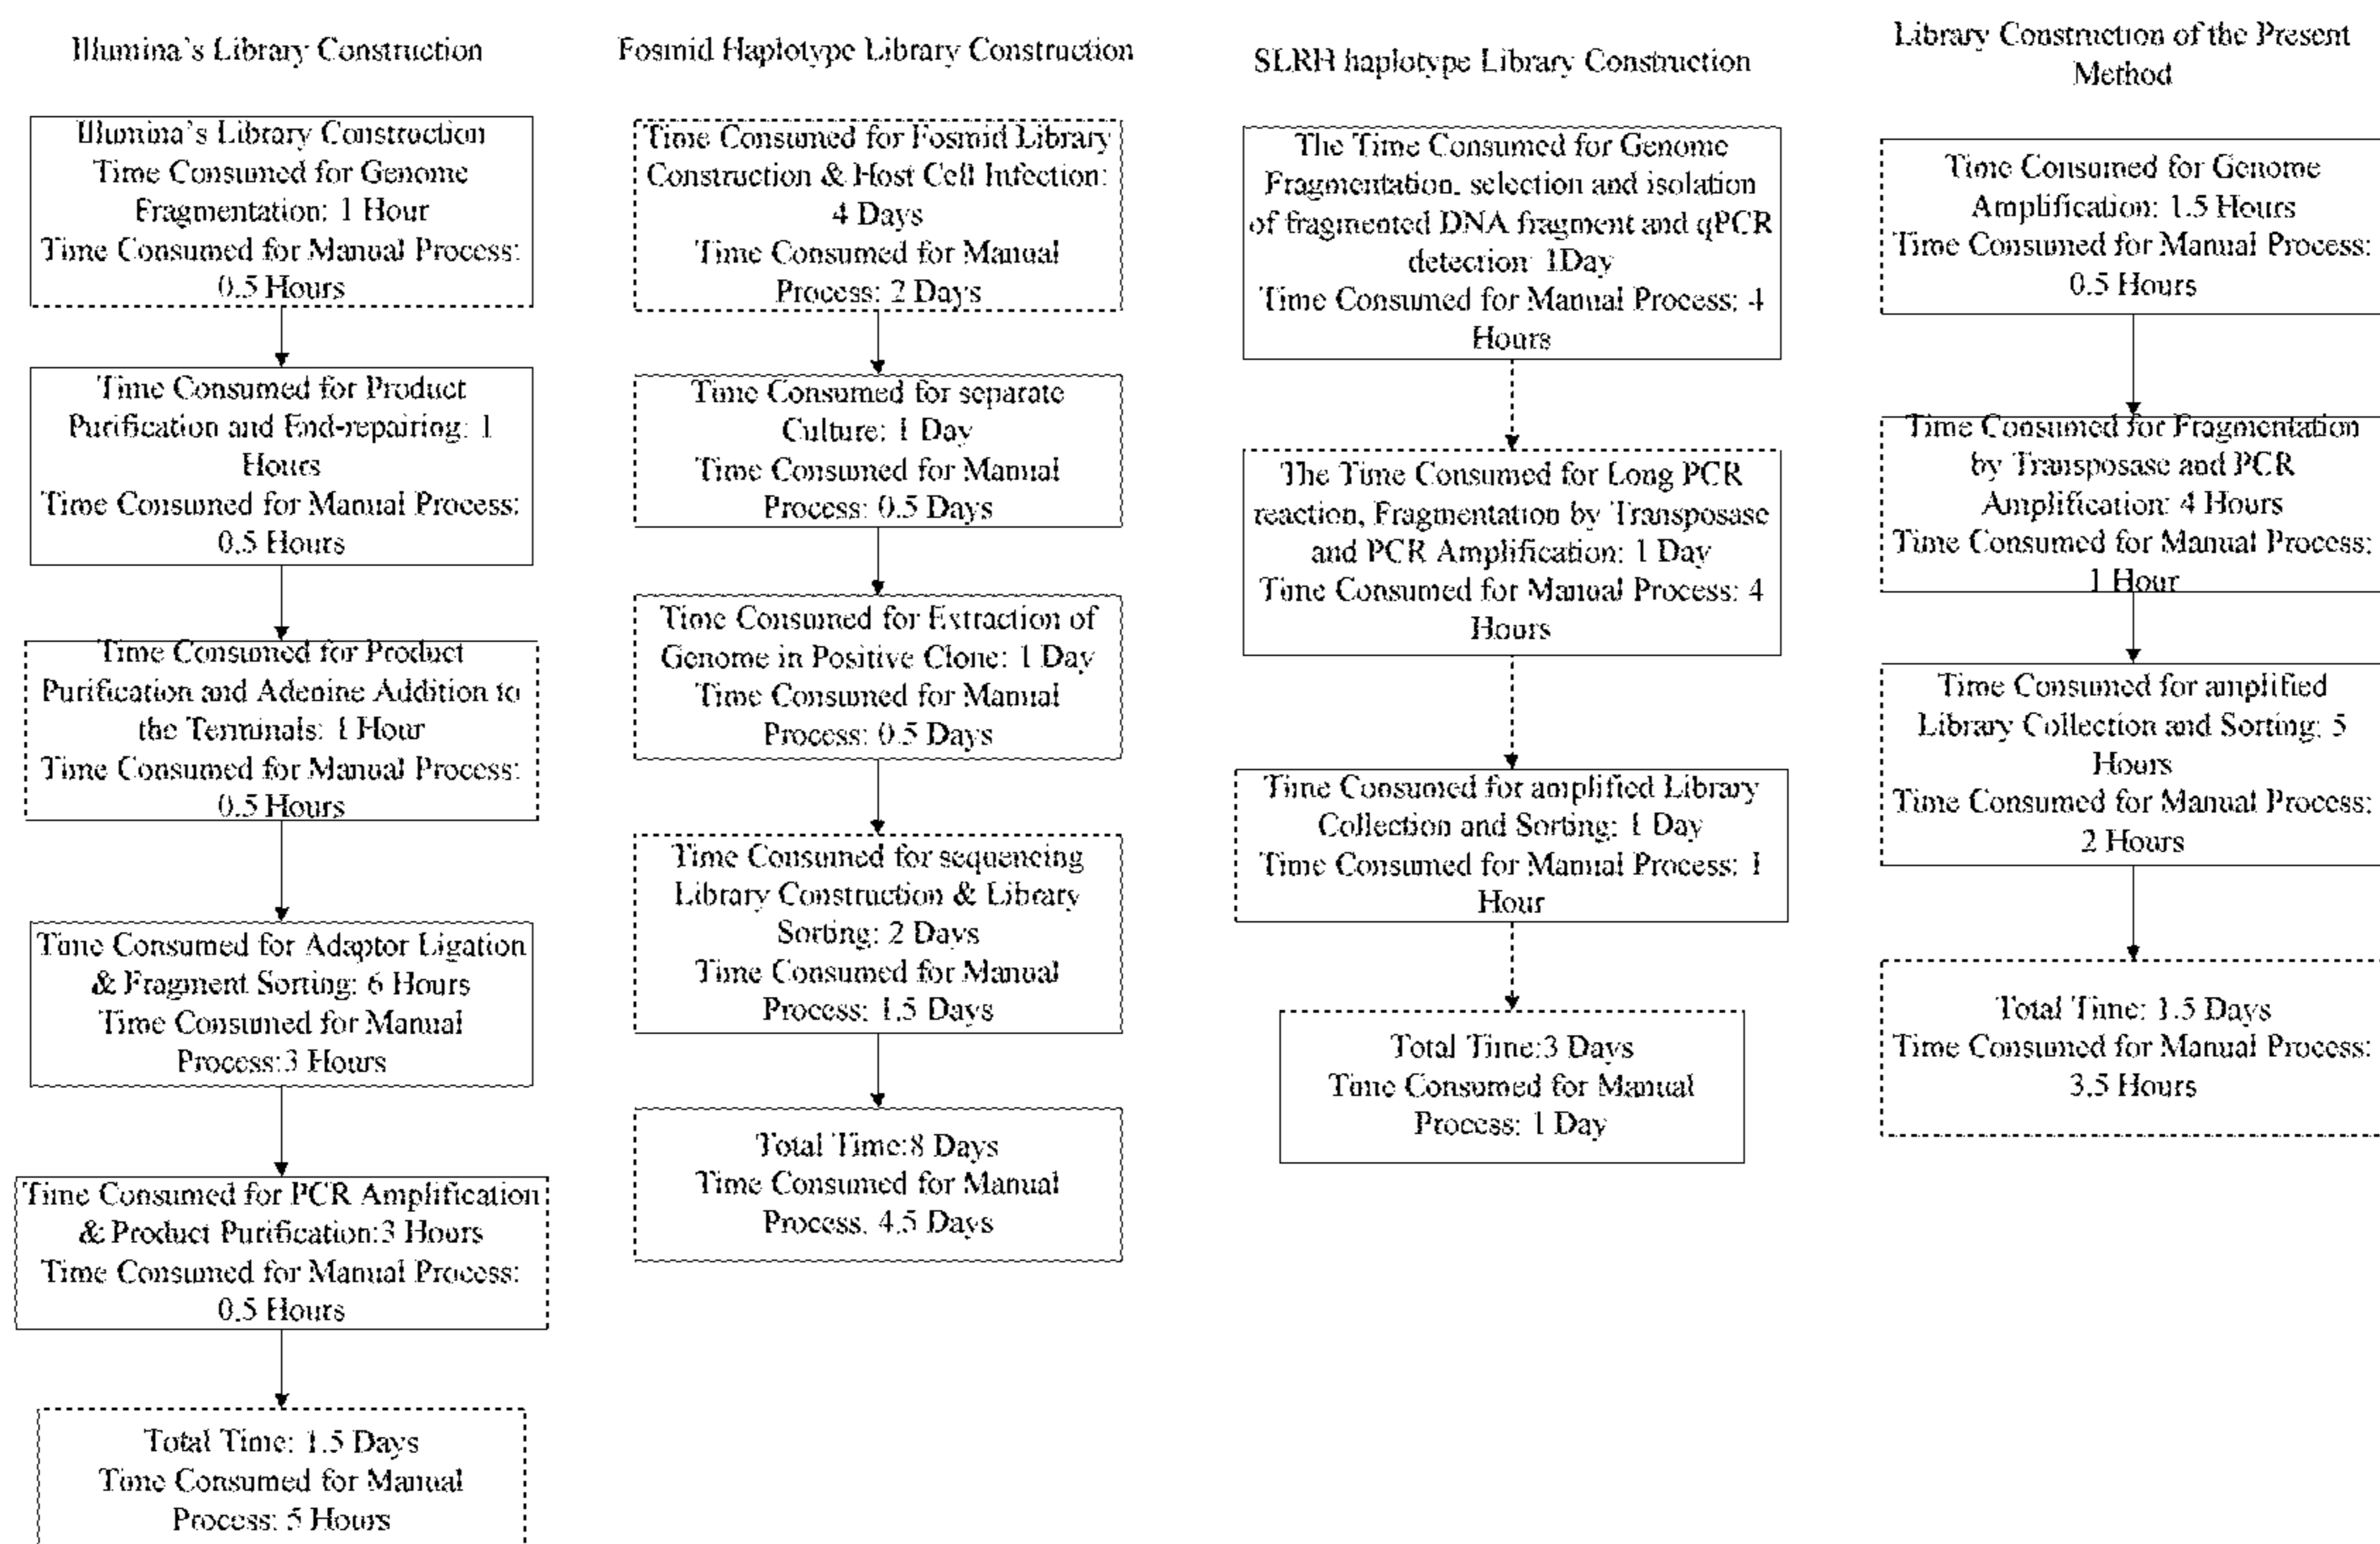 Illumina's Library Construction
Illumina's Library Construction
Time Consumed for Genome
Fragmentation: 1 Hour
Time Consumed for Manual Process:
0.5 Hours
Time Consumed for Product
Purification and End-repairing: 1
Hours
Time Consumed for Manual Process:
0.5 Hours
Time Consumed for Product
Purification and Adenine Addition to
the Terminals: 1 Hour
Time Consumed for Manual Process:
0.5 Hours
Time Consumed for Adaptor Ligation
& Fragment Sorting: 6 Hours
Time Consumed for Manual
Process:3 Hours
Time Consumed for PCR Amplification
& Product Purification:3 Hours
Time Consumed for Manual Process:
0.5 Hours
Total Time: 1.5 Days
Time Consumed for Manual
Process: 5 Hours
Fosmid Haplotype Library Construction
Time Consumed for Fosmid Library
Construction & Host Cell Infection:
4 Days
Time Consumed for Manual
Process: 2 Days
Time Consumed for separate
Culture: 1 Day
Time Consumed for Manual
Process: 0.5 Days
Time Consumed for Extraction of
Genome in Positive Clone: 1 Day
Time Consumed for Manual
Process: 0.5 Days
Time Consumed for sequencing
Library Construction & Library
Sorting: 2 Days
Time Consumed for Manual
Process: 1.5 Days
Total Time:8 Days
Time Consumed for Manual
Process. 4.5 Days
SLRH haplotype Library Construction
The Time Consumed for Genome
Fragmentation, selection and isolation
of fragmented DNA fragment and qPCR
detection: 1Day
Time Consumed for Manual Process: 4
Hours
The Time Consumed for Long PCR
reaction, Fragmentation by Transposase
and PCR Amplification: 1 Day
Time Consumed for Manual Process: 4
Hours
Time Consumed for amplified Library
Collection and Sorting: 1 Day
Time Consumed for Manual Process: 1
Hour
Total Time:3 Days
Time Consumed for Manual
Process: 1 Day
Library Construction of the Present
Method
Time Consumed for Genome
Amplification: 1.5 Hours
Time Consumed for Manual Process:
0.5 Hours
Time Consumed for Fragmentation
by Transposase and PCR
Amplification: 4 Hours
Time Consumed for Manual Process:
1 Hour
Time Consumed for amplified
Library Collection and Sorting: 5
Hours
Time Consumed for Manual Process:
2 Hours
Total Time: 1.5 Days
Time Consumed for Manual Process:
3.5 Hours